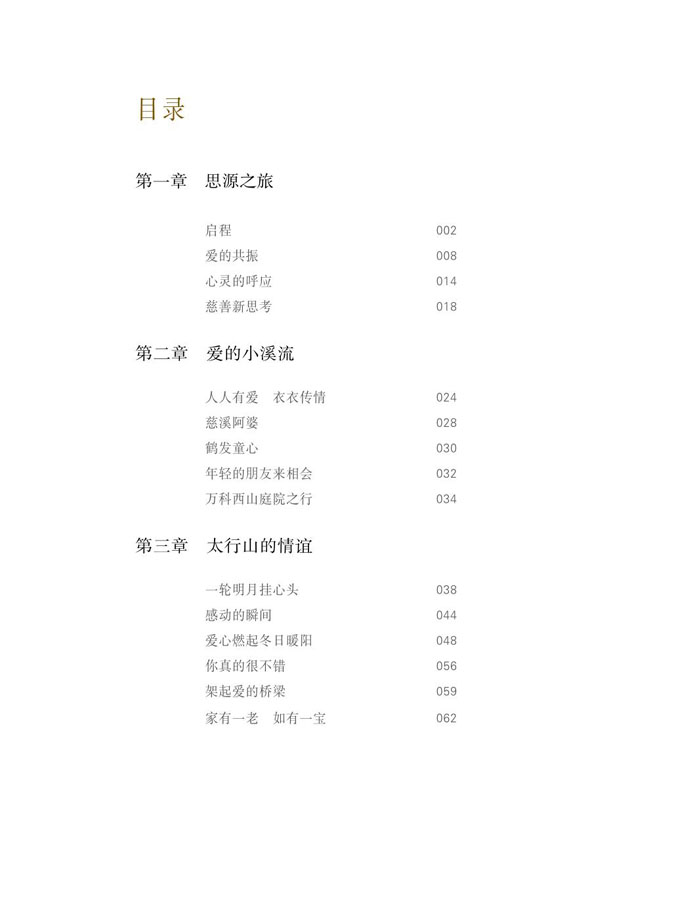 目录
第一章 思源之旅
启程 002
爱的共振 008
心灵的呼应 014
慈善新思考 018
第二章 爱的小溪流
人人有爱 衣衣传情 024
慈溪阿婆 028
鹤发童心 030
年轻的朋友来相会 032
万科西山庭院之行 034
第三章 太行山的情谊
一轮明月挂心头 038
感动的瞬间 044
爱心燃起冬日暖阳 048
你真的很不错 056
架起爱的桥梁 059
家有一老 如有一宝 062